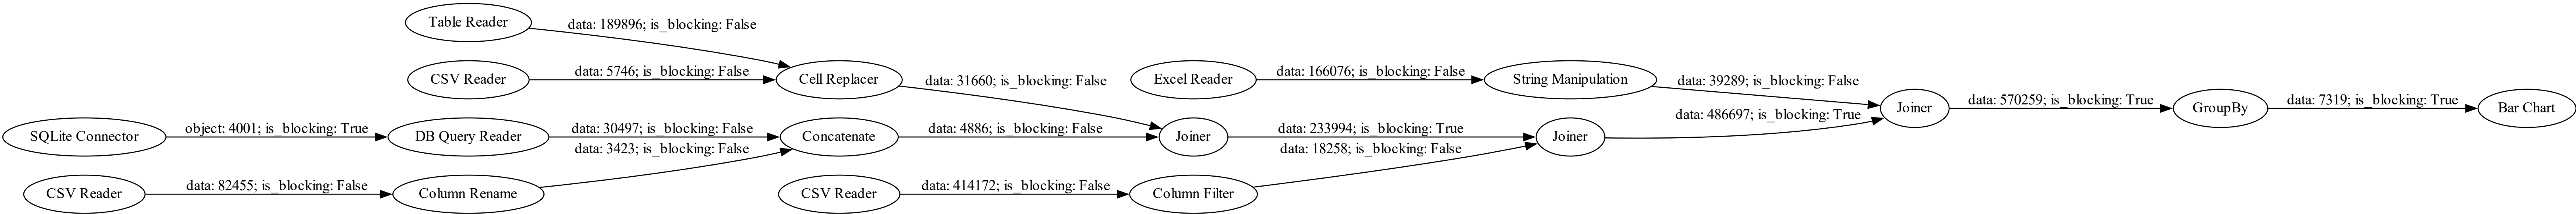 Table Reader
data: 189896; is_blocking: False
CSV Reader
data: 5746; is_blocking: False
Cell Replacer
data: 31660; is_blocking: False
Excel Reader
data: 166076; is_blocking: False
String Manipulation
data: 39289; is_blocking: False
Joiner
data: 570259; is_blocking: True
GroupBy
data: 7319; is_blocking: True
Bar Chart
SQLite Connector
object: 4001; is_blocking: True
DB Query Reader
data: 30497; is_blocking: False
Concatenate
data: 4886; is_blocking: False
Joiner
data: 233994; is_blocking: True
Joiner
data: 486697; is_blocking: True
data: 3423; is_blocking: False
data: 18258; is_blocking: False
CSV Reader
data: 82455; is_blocking: False
Column Rename
CSV Reader
data: 414172; is_blocking: False
Column Filter